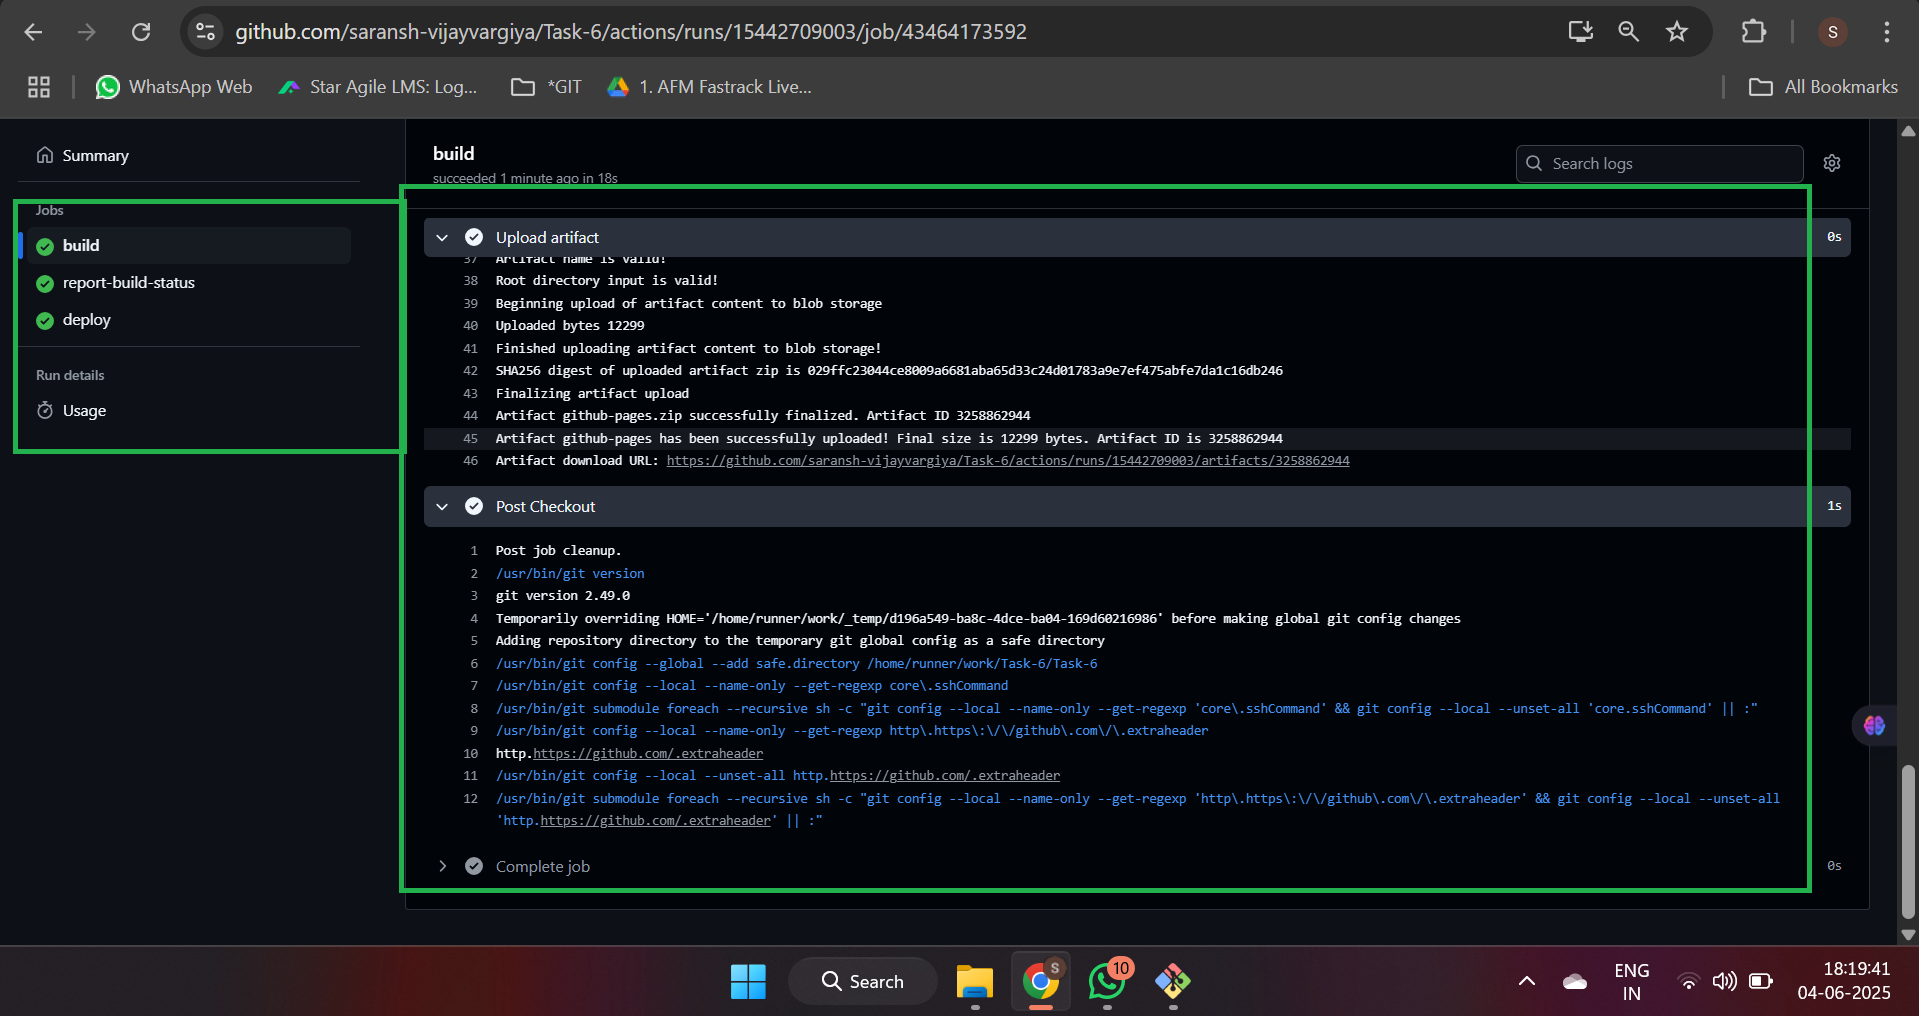 github.com/saransh-vijayvargiya/Task-6/actions/runs/15442709003/job/43464173592
S
WhatsApp Web
Star Agile LMS: Log...
*GIT
1. AFM Fastrack Live...
All Bookmarks
Summary
Jobs
build
report-build-status
deploy
Run details
Usage
build
succeeded 1 minute ago in 18s
Search logs
Upload artifact
0s
37 Artifact name is valid!
38 Root directory input is valid!
39 Beginning upload of artifact content to blob storage
40 Uploaded bytes 12299
41 Finished uploading artifact content to blob storage!
42 SHA256 digest of uploaded artifact zip is 029ffc23044ce8009a6681aba65d33c24d01783a9e7ef475abfe7da1c16db246
43 Finalizing artifact upload
44 Artifact github-pages.zip successfully finalized. Artifact ID 3258862944
45 Artifact github-pages has been successfully uploaded! Final size is 12299 bytes. Artifact ID is 3258862944
46 Artifact download URL: https://github.com/saransh-vijayvargiya/Task-6/actions/runs/15442709003/artifacts/3258862944
Post Checkout
1s
1 Post job cleanup.
2 /usr/bin/git version
3 git version 2.49.0
4 Temporarily overriding HOME='/home/runner/work/_temp/d196a549-ba8c-4dce-ba04-169d60216986' before making global git config changes
5 Adding repository directory to the temporary git global config as a safe directory
6 /usr/bin/git config --global --add safe.directory /home/runner/work/Task-6/Task-6
7 /usr/bin/git config --local --name-only --get-regexp core\.sshCommand
8 /usr/bin/git submodule foreach --recursive sh -c "git config --local --name-only --get-regexp 'core\.sshCommand' && git config --local --unset-all 'core.sshCommand' || :"
9 /usr/bin/git config --local --name-only --get-regexp http\.https\:\/\/github\.com\/\.extraheader
10 http.https://github.com/.extraheader
11 /usr/bin/git config --local --unset-all http.https://github.com/.extraheader
12 /usr/bin/git submodule foreach --recursive sh -c "git config --local --name-only --get-regexp 'http\.https\:\/\/github\.com\/\.extraheader' && git config --local --unset-all
'http.https://github.com/.extraheader' || :"
Complete job
0s
Search
S
10
ENG
IN
18:19:41
04-06-2025